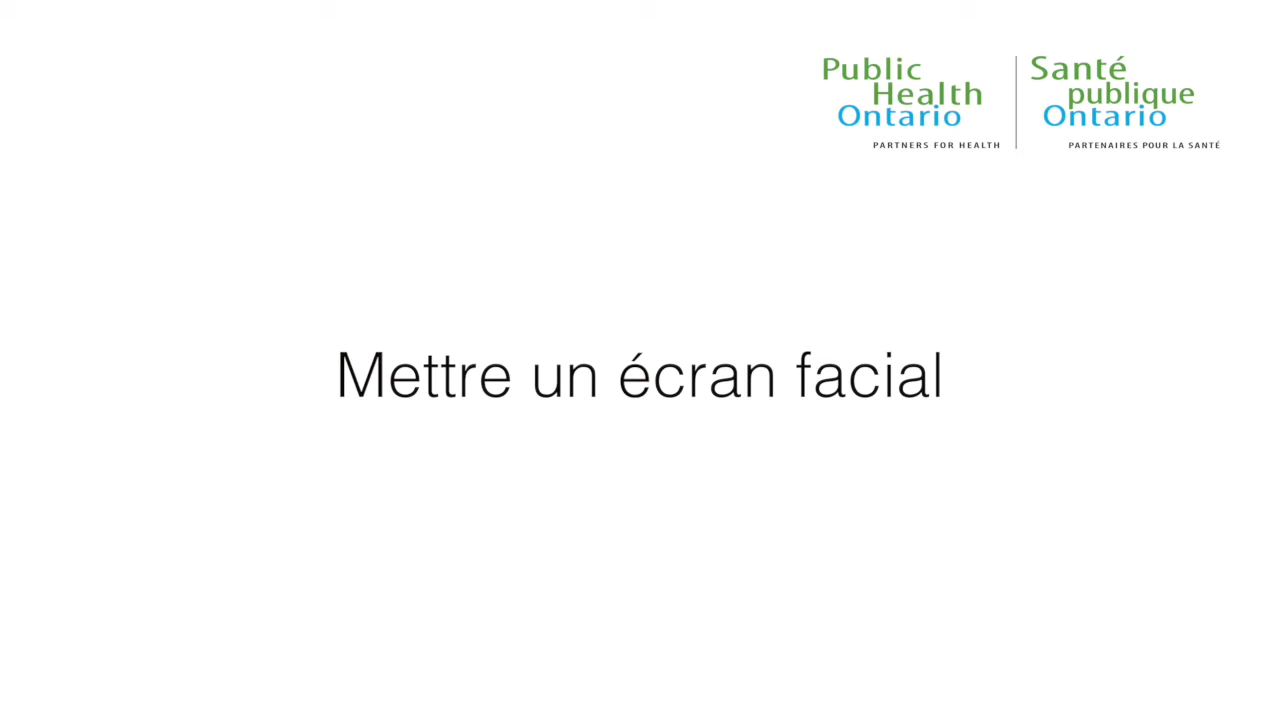 Public
Health
Ontario
PARTNERS FOR HEALTH
Santé
publique
Ontario
PARTENAIRES POUR LA SANTÉ
Mettre un écran facial